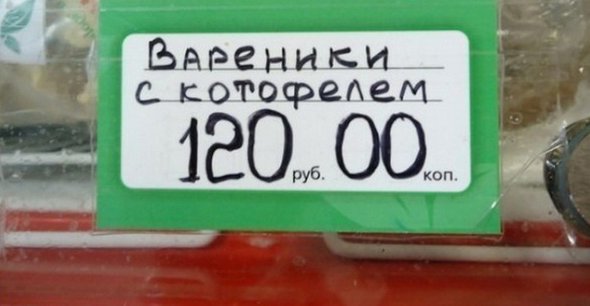 Вареники
с котофелем
120 руб. 00 коп.